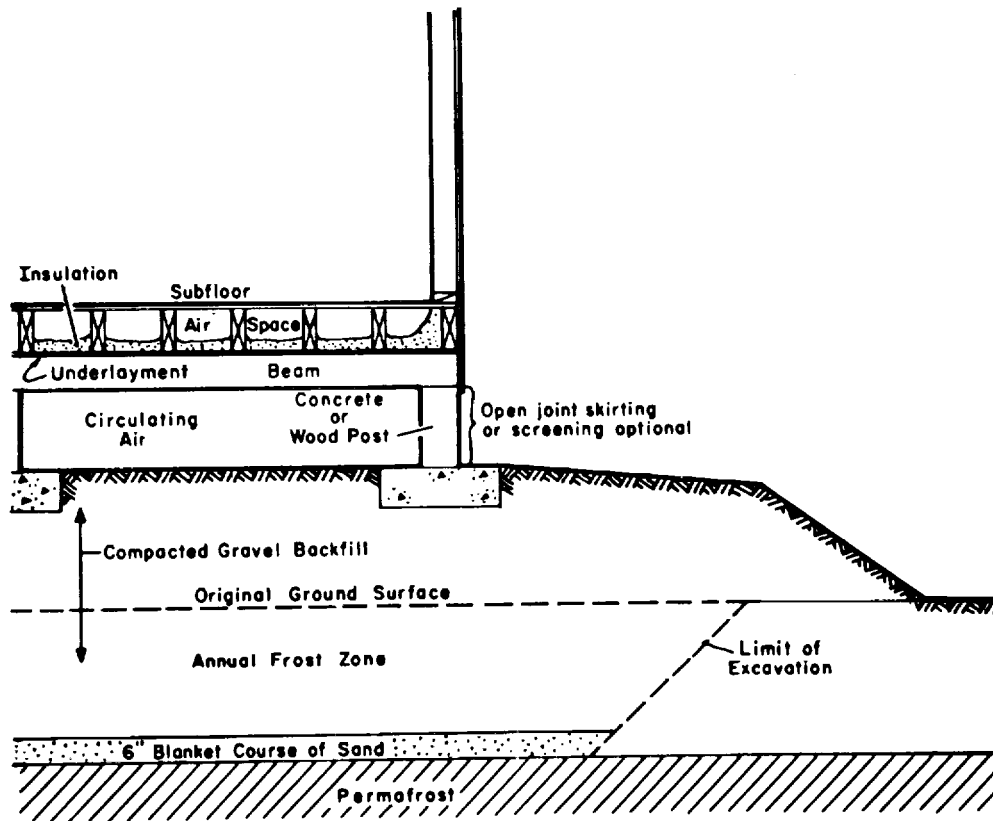 Insulation
Subfloor
Air Space
Underlayment
Beam
Circulating
Air
Concrete
or
Wood Post
Open joint skirting
or screening optional
Compacted Gravel Backfill
Original Ground Surface
Annual Frost Zone
Limit of
Excavation
6" Blanket Course of Sand
Permafrost